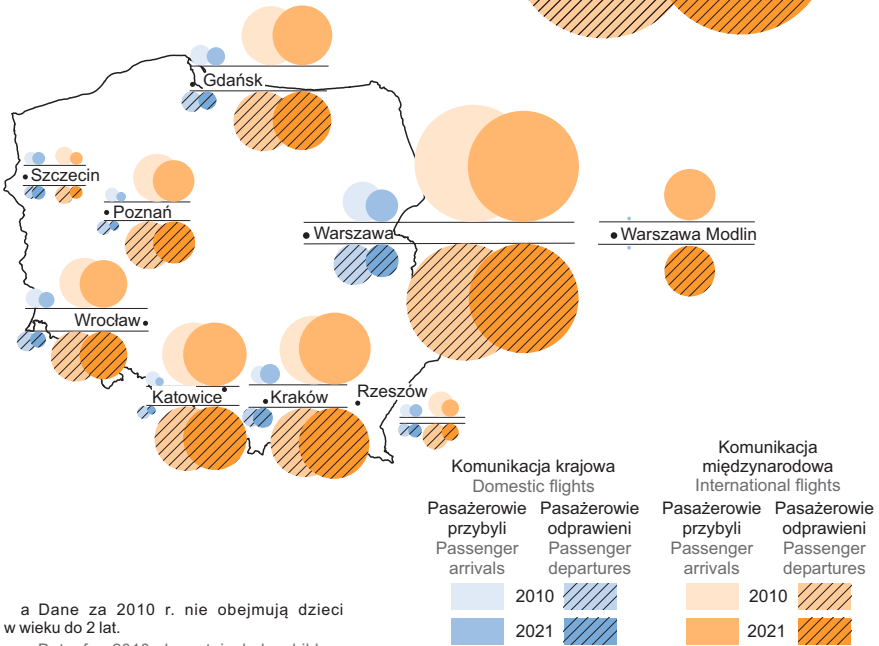 Gdańsk
Szczecin
Poznań
Warszawa
Warszawa Modlin
Wrocław
Katowice
Kraków
Rzeszów
Komunikacja krajowa
Domestic flights
Pasażerowie przybyli
Passenger arrivals
Pasażerowie odprawieni
Passenger departures
2010
2021
Komunikacja
międzynarodowa
International flights
Pasażerowie przybyli
Passenger arrivals
Pasażerowie odprawieni
Passenger departures
2010
2021
a Dane za 2010 r. nie obejmują dzieci
w wieku do 2 lat.